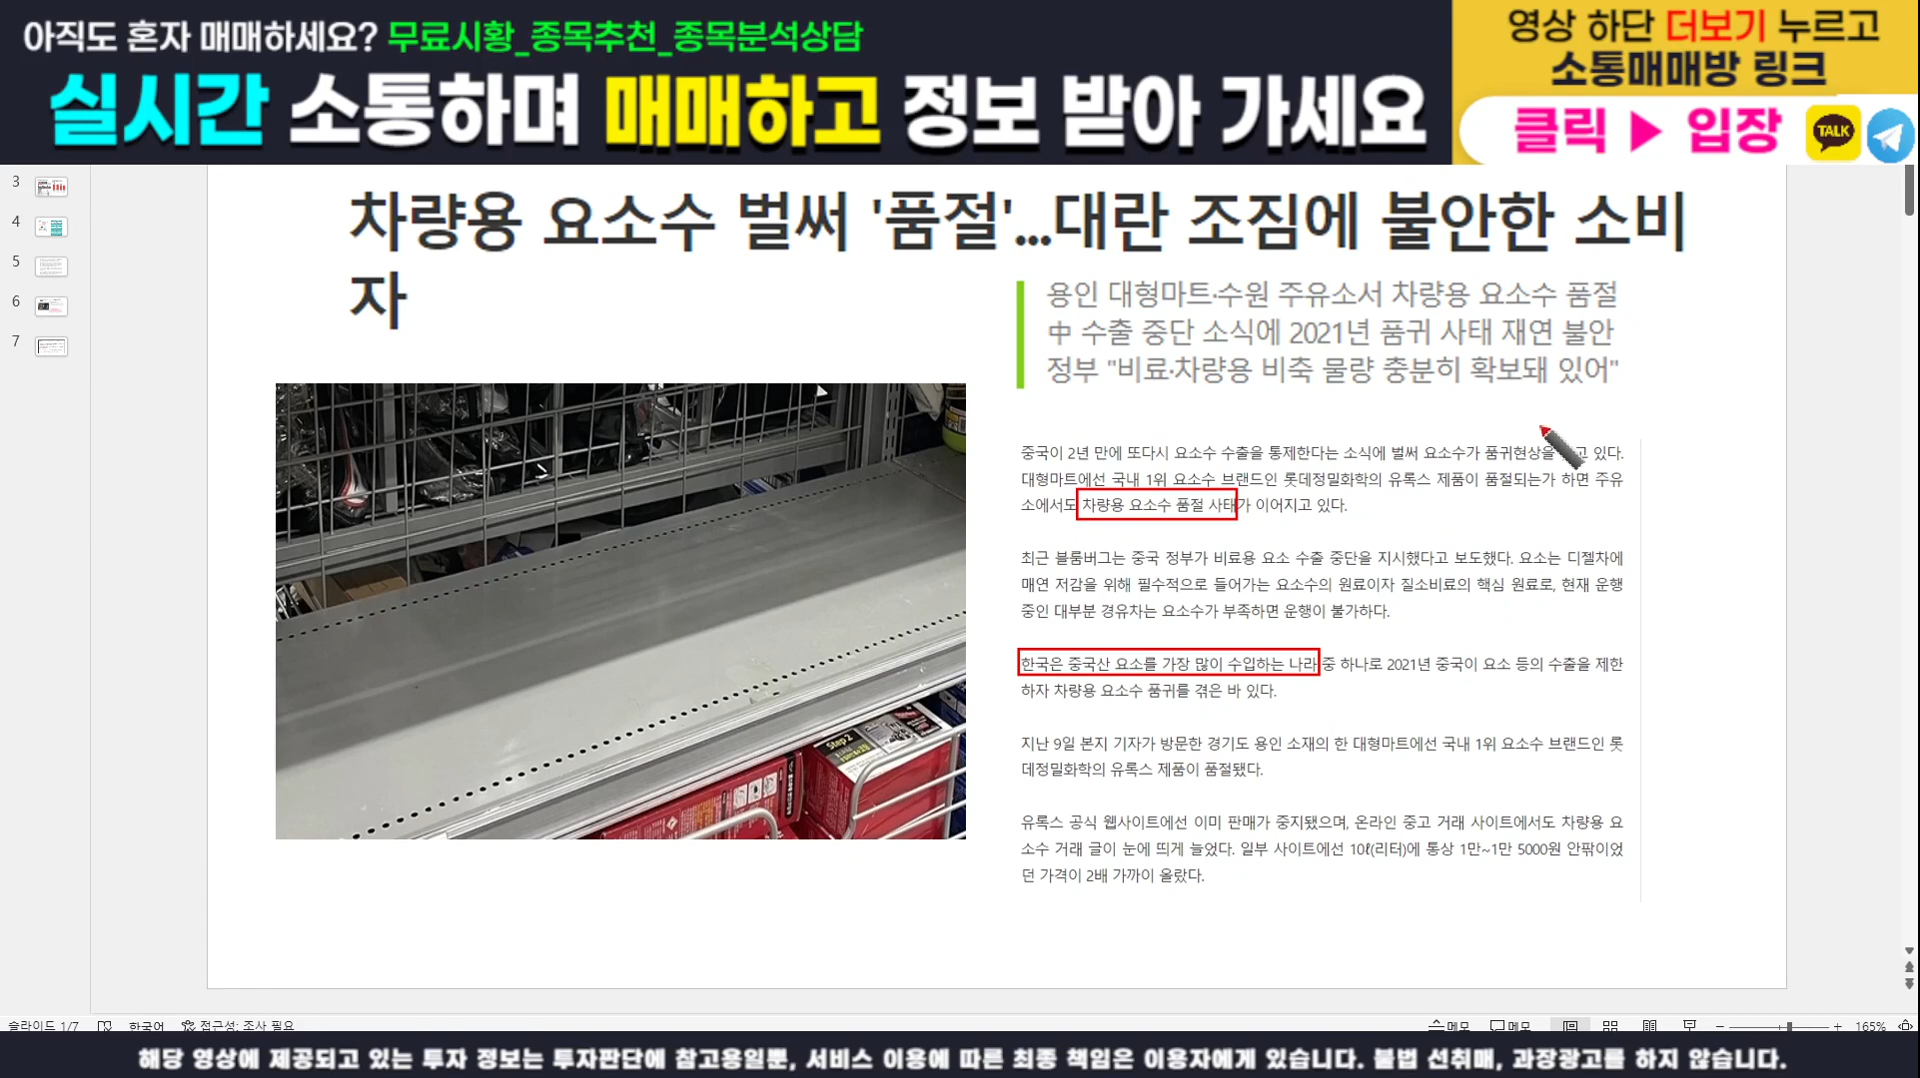 아직도 혼자 매매하세요? 무료시황_종목추천_종목분석상담
실시간 소통하며 매매하고 정보 받아 가세요
영상 하단 더보기 누르고
소통매매방 링크
클릭 ▶ 입장
TALK
3
4
5
6
7
차량용 요소수 벌써 '품절'...대란 조짐에 불안한 소비
자
용인 대형마트·수원 주유소서 차량용 요소수 품절
中 수출 중단 소식에 2021년 품귀 사태 재연 불안
정부 "비료·차량용 비축 물량 충분히 확보돼 있어"
중국이 2년 만에 또다시 요소수 수출을 통제한다는 소식에 벌써 요소수가 품귀현상을 고 있다.
대형마트에선 국내 1위 요소수 브랜드인 롯데정밀화학의 유록스 제품이 품절되는가 하면 주유
소에서도 차량용 요소수 품절 사태가 이어지고 있다.
최근 블룸버그는 중국 정부가 비료용 요소 수출 중단을 지시했다고 보도했다. 요소는 디젤차에
매연 저감을 위해 필수적으로 들어가는 요소수의 원료이자 질소비료의 핵심 원료로, 현재 운행
중인 대부분 경유차는 요소수가 부족하면 운행이 불가하다.
한국은 중국산 요소를 가장 많이 수입하는 나라 중 하나로 2021년 중국이 요소 등의 수출을 제한
하자 차량용 요소수 품귀를 겪은 바 있다.
지난 9일 본지 기자가 방문한 경기도 용인 소재의 한 대형마트에선 국내 1위 요소수 브랜드인 롯
데정밀화학의 유록스 제품이 품절됐다.
유록스 공식 웹사이트에선 이미 판매가 중지됐으며, 온라인 중고 거래 사이트에서도 차량용 요
소수 거래 글이 눈에 띄게 늘었다. 일부 사이트에선 10ℓ(리터)에 통상 1만~1만 5000원 안팎이었
던 가격이 2배 가까이 올랐다.
Step 2
슬라이드 1/7 한국어 접근성: 조사 필요
메모 메모 165%
해당 영상에 제공되고 있는 투자 정보는 투자판단에 참고용일뿐, 서비스 이용에 따른 최종 책임은 이용자에게 있습니다. 불법 선취매, 과장광고를 하지 않습니다.